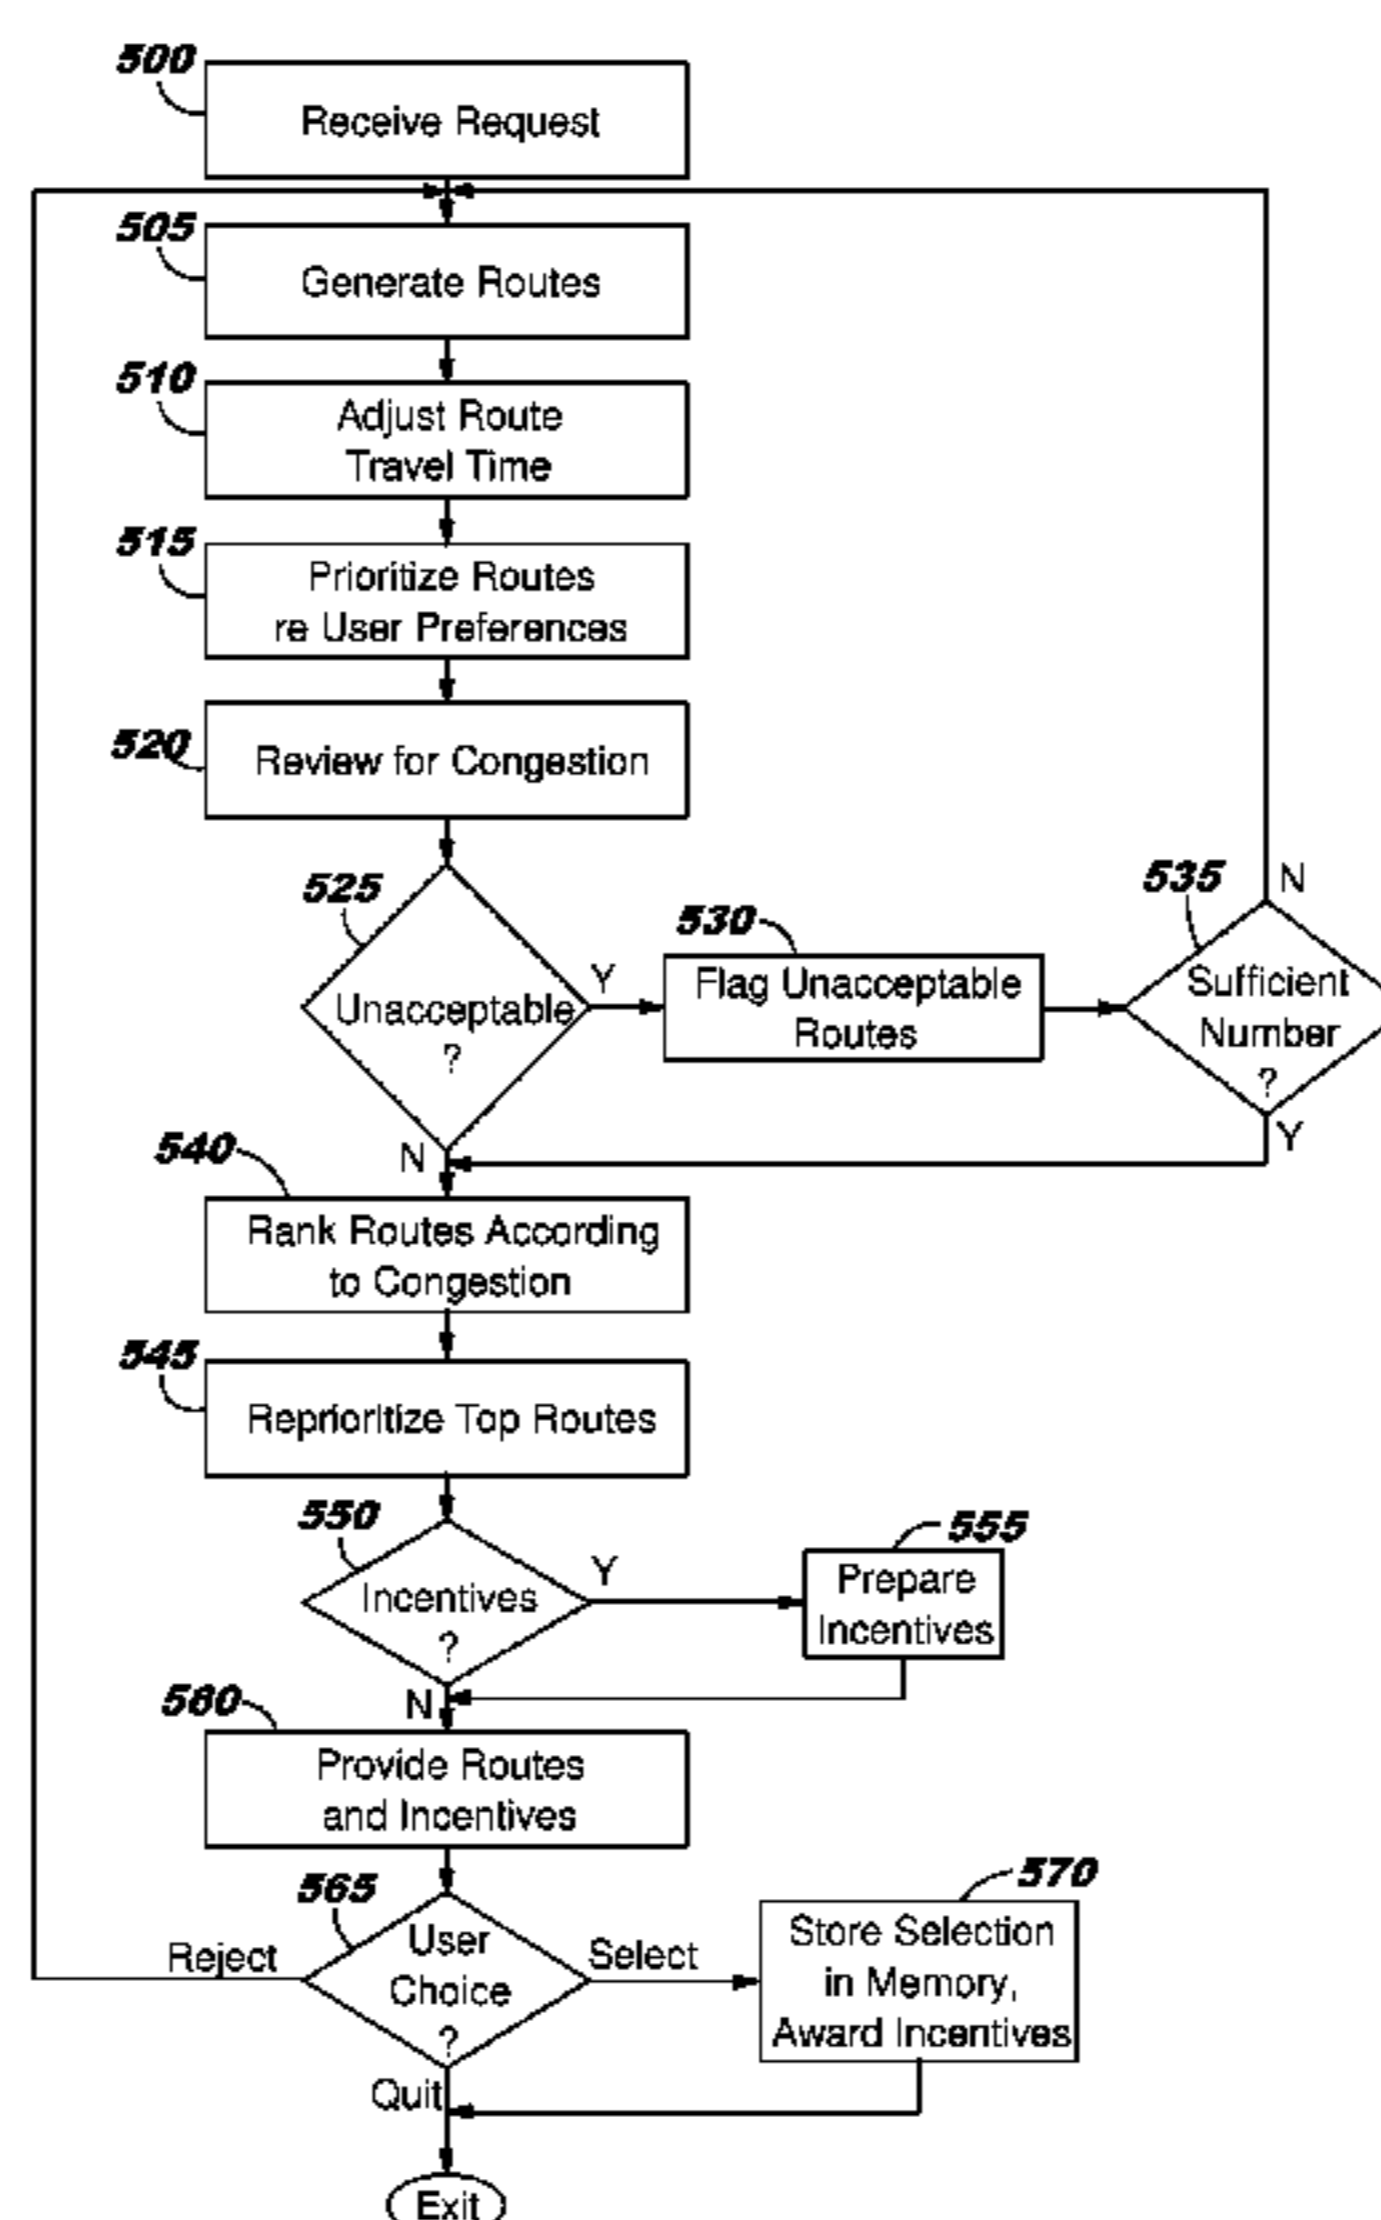 500
Receive Request
505
Generate Routes
510
Adjust Route
Travel Time
515
Prioritize Routes
re User Preferences
520
Review for Congestion
525
Unacceptable
?
Y
530
Flag Unacceptable
Routes
535
N
Sufficient
Number
?
Y
N
540
Rank Routes According
to Congestion
545
Reprioritize Top Routes
550
Incentives
?
Y
555
Prepare
Incentives
N
560
Provide Routes
and Incentives
565
User
Choice
?
Reject
Select
570
Store Selection
in Memory,
Award Incentives
Quit
Exit